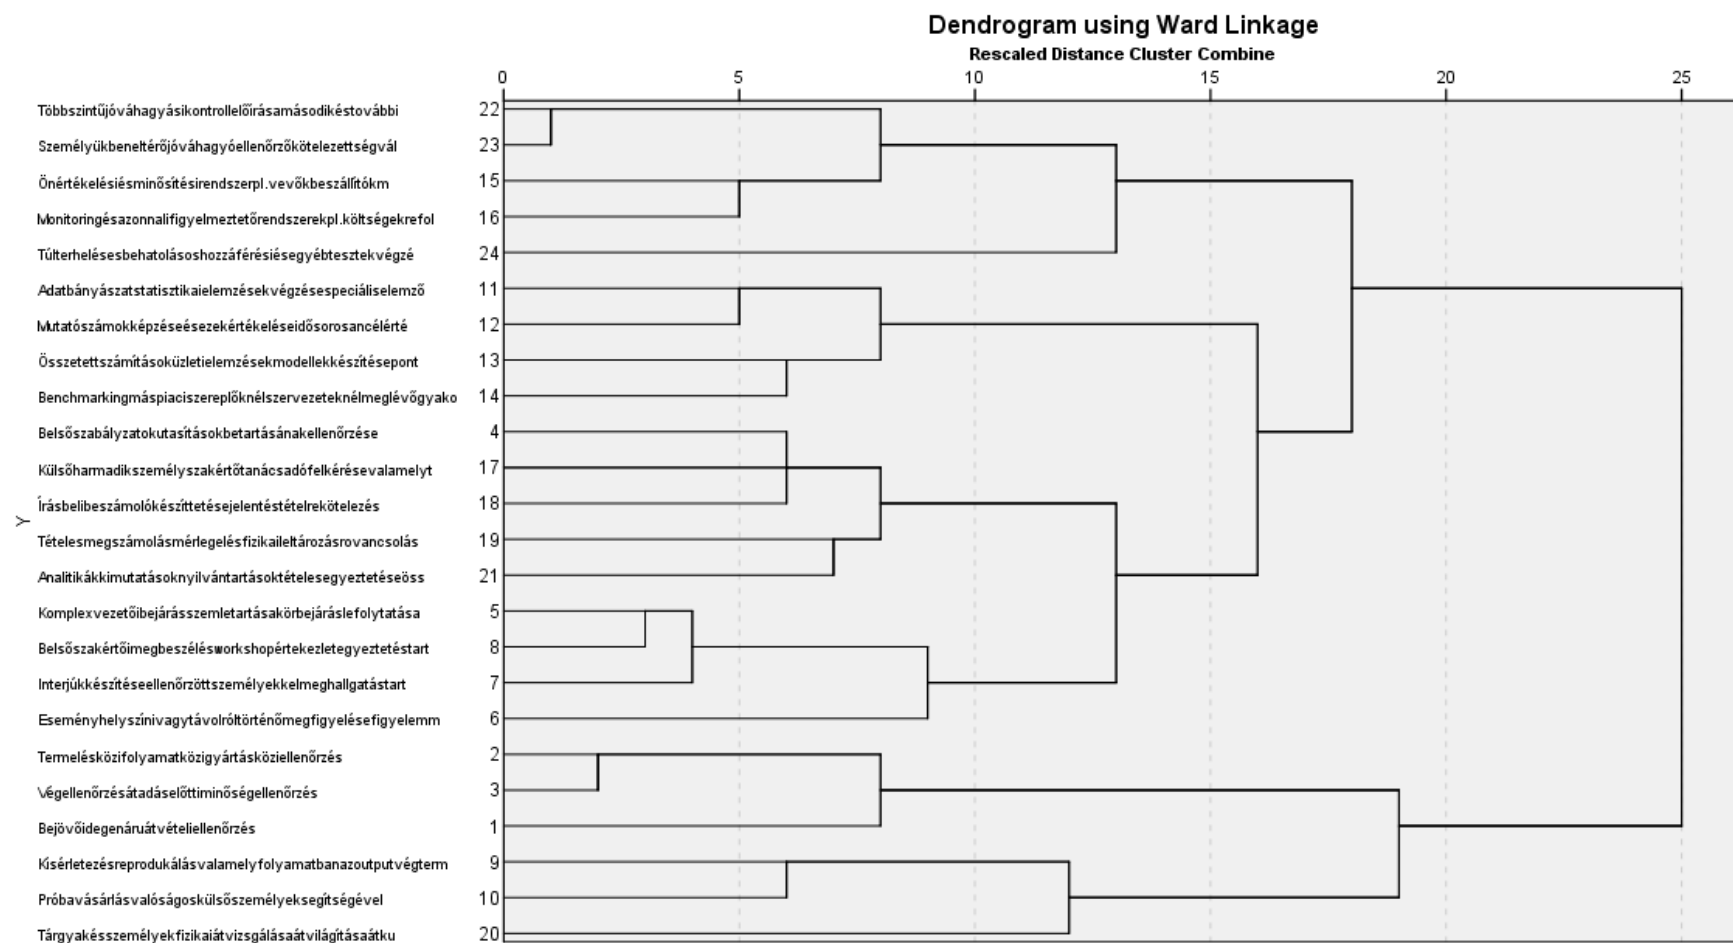 Dendrogram using Ward Linkage
Rescaled Distance Cluster Combine
0 5 10 15 20 25
Többszintűjóváhagyásikontrollelőírásamásodikéstovábbi 22
Személyükbeneltérőjóváhagyóellenőrzőkötelezettségvál 23
Önértékelésiésminősítésirendszerpl.vevőkbeszállítókm 15
Monitoringésazonnalifigyelmeztetőrendszerekpl.költségekrefol 16
Túlterhelésesbehatolásoshozzáférésiésegyébtesztekvégzé 24
Adatbányászatstatisztikaielemzésekvégzésespeciáliselemző 11
Mutatószámokképzéseésezekértékeléseidősorosancélérté 12
Összetettszámításoküzletielemzésekmodellekkészítésepont 13
Benchmarkingmáspiaciszereplőknélszervezeteknélmeglévőgyako 14
Belsőszabályzatokutasításokbetartásánakellenőrzése 4
Külsőharmadikszemélyszakértőtanácsadófelkérésevalamelyt 17
Írásbelibeszámolókészíttetésejelentéstételrekötelezés 18
Tételesmegszámolásmérlegelésfizikaileltározásrovancsolás 19
Analitikákkimutatásoknyilvántartásoktételesegyeztetéseöss 21
Komplexvezetőibejárásszemletartásakörbejáráslefolytatása 5
Belsőszakértőimegbeszélésworkshopértekezletegyeztetéstart 8
Interjúkkészítéseellenőrzöttszemélyekkelmeghallgatástart 7
Eseményhelyszínivagytávolróltörténőmegfigyelésefigyelemm 6
Termelésközifolyamatközigyártásköziellenőrzés 2
Végellenőrzésátadáselőttiminőségellenőrzés 3
Bejövőidegenáruátvételiellenőrzés 1
Kísérletezésreprodukálásvalamelyfolyamatbanazoutputvégterm 9
Próbavásárlásvalóságoskülsőszemélyeksegítségével 10
Tárgyakésszemélyekfizikaiátvizsgálásaátvilágításaátku 20
Y